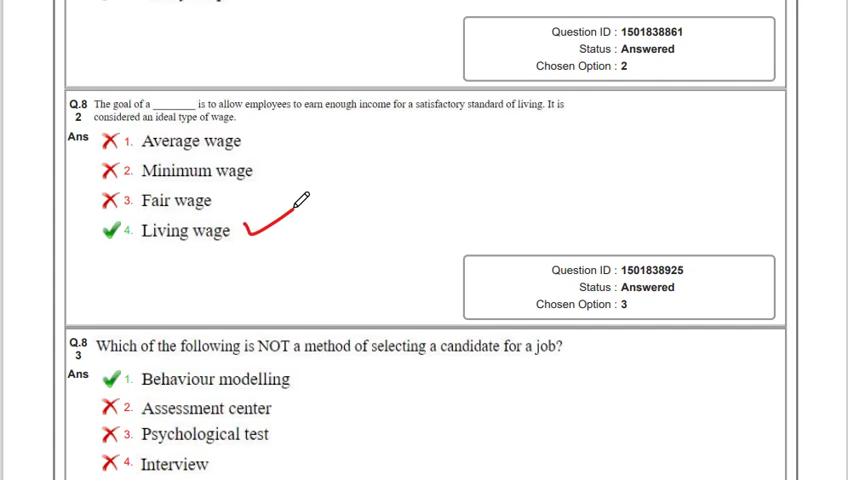 Question ID : 1501838861
Status : Answered
Chosen Option : 2
Q.8 The goal of a ________ is to allow employees to earn enough income for a satisfactory standard of living. It is
2 considered an ideal type of wage.
Ans 1. Average wage
2. Minimum wage
3. Fair wage
4. Living wage
Question ID : 1501838925
Status : Answered
Chosen Option : 3
Q.8 Which of the following is NOT a method of selecting a candidate for a job?
3
Ans 1. Behaviour modelling
2. Assessment center
3. Psychological test
4. Interview